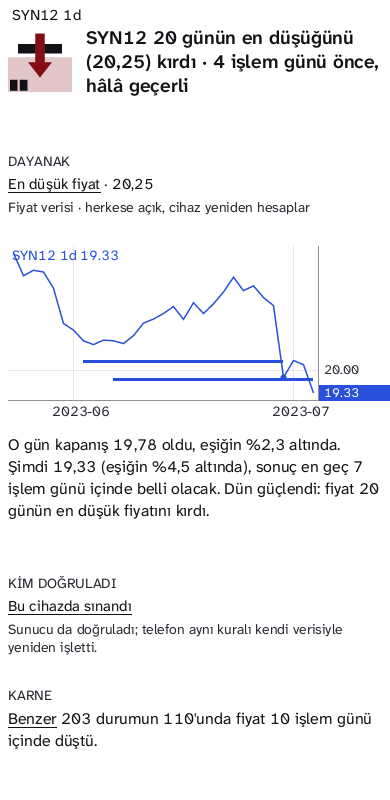 SYN12 1d
SYN12 20 günün en düşüğünü
(20,25) kırdı · 4 işlem günü önce,
hâlâ geçerli
DAYANAK
En düşük fiyat · 20,25
Fiyat verisi · herkese açık, cihaz yeniden hesaplar
SYN12 1d 19.33
20.00
19.33
2023-06
2023-07
O gün kapanış 19,78 oldu, eşiğin %2,3 altında.
Şimdi 19,33 (eşiğin %4,5 altında), sonuç en geç 7
işlem günü içinde belli olacak. Dün güçlendi: fiyat 20
günün en düşük fiyatını kırdı.
KİM DOĞRULADI
Bu cihazda sınandı
Sunucu da doğruladı; telefon aynı kuralı kendi verisiyle
yeniden işletti.
KARNE
Benzer 203 durumun 110'unda fiyat 10 işlem günü
içinde düştü.